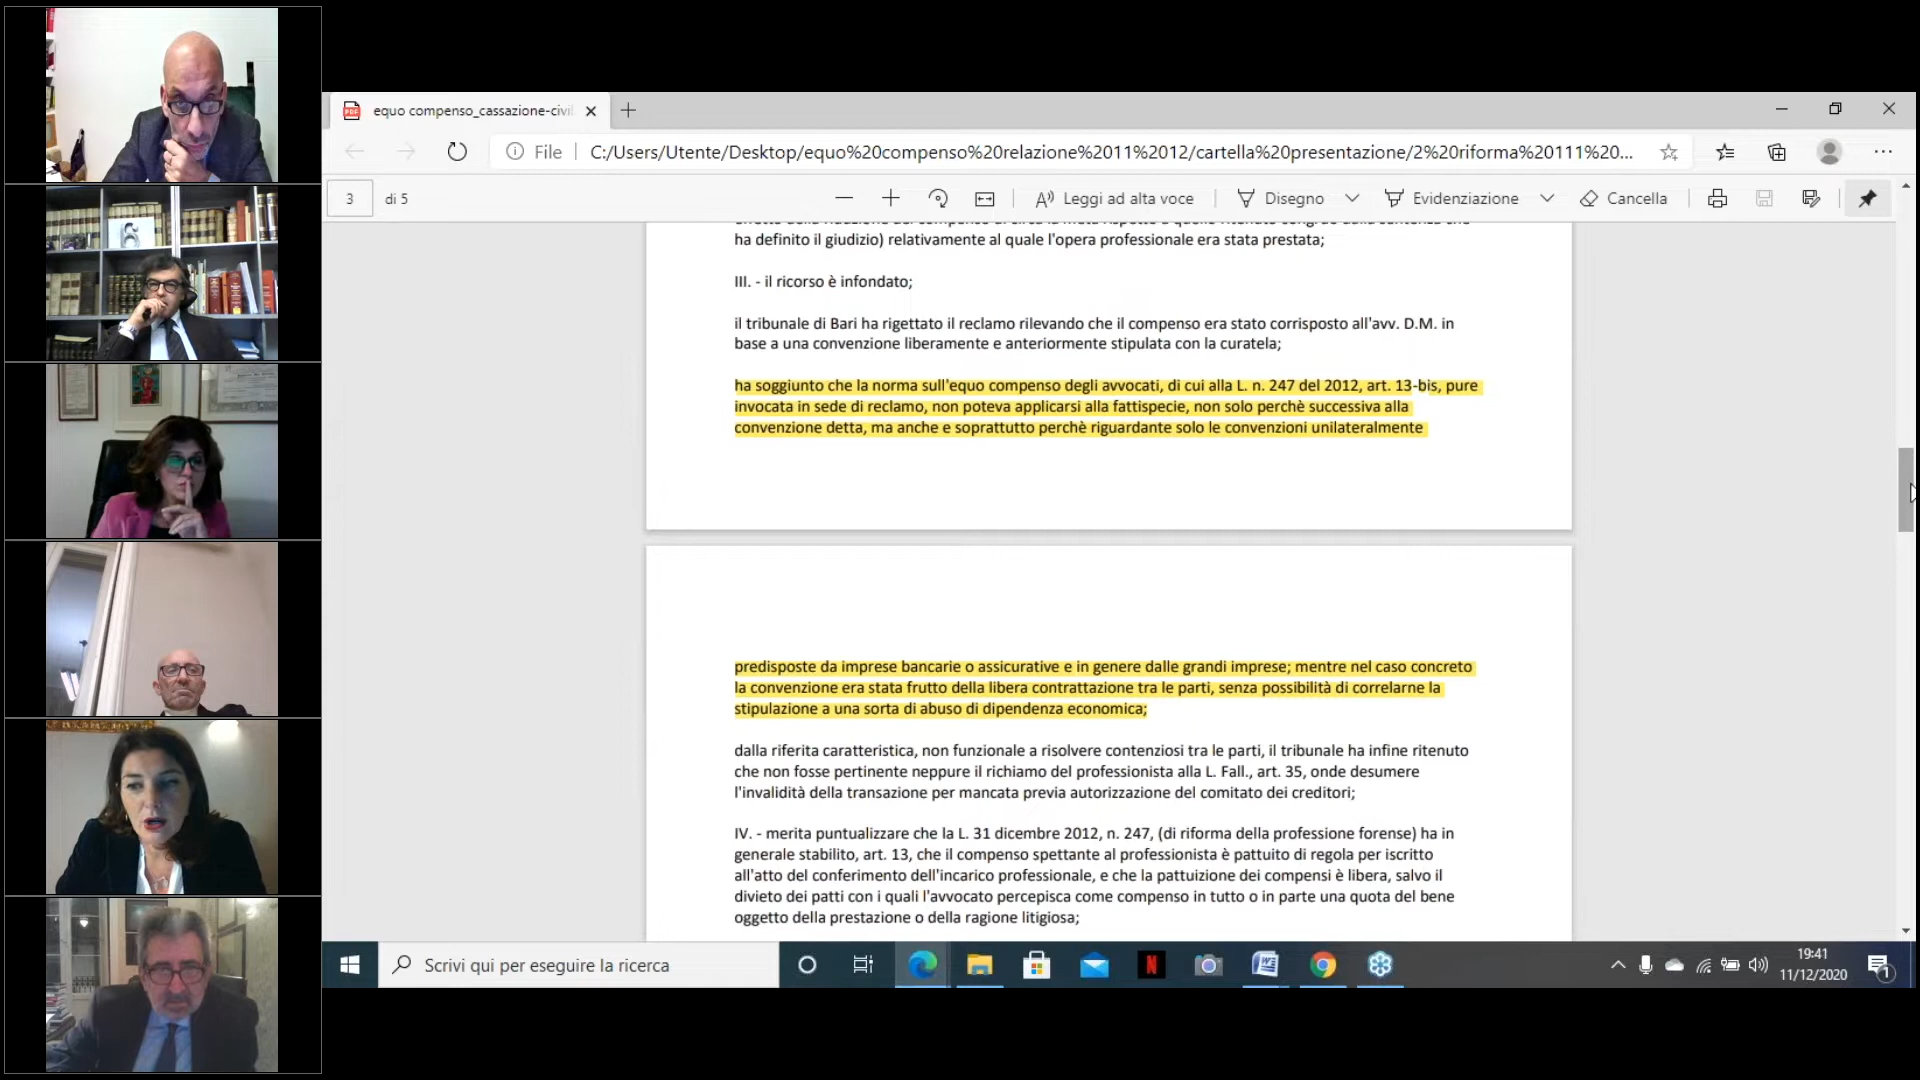 equo compenso_cassazione-civil
File
C:/Users/Utente/Desktop/equo%20compenso%20relazione%2011%2012/cartella%20presentazione/2%20riforma%20111%20...
3
di 5
Leggi ad alta voce
Disegno
Evidenziazione
Cancella
ha definito il giudizio) relativamente al quale l'opera professionale era stata prestata;
III. - il ricorso è infondato;
il tribunale di Bari ha rigettato il reclamo rilevando che il compenso era stato corrisposto all'avv. D.M. in
base a una convenzione liberamente e anteriormente stipulata con la curatela;
ha soggiunto che la norma sull'equo compenso degli avvocati, di cui alla L. n. 247 del 2012, art. 13-bis, pure
invocata in sede di reclamo, non poteva applicarsi alla fattispecie, non solo perchè successiva alla
convenzione detta, ma anche e soprattutto perchè riguardante solo le convenzioni unilateralmente
predisposte da imprese bancarie o assicurative e in genere dalle grandi imprese; mentre nel caso concreto
la convenzione era stata frutto della libera contrattazione tra le parti, senza possibilità di correlarne la
stipulazione a una sorta di abuso di dipendenza economica;
dalla riferita caratteristica, non funzionale a risolvere contenziosi tra le parti, il tribunale ha infine ritenuto
che non fosse pertinente neppure il richiamo del professionista alla L. Fall., art. 35, onde desumere
l'invalidità della transazione per mancata previa autorizzazione del comitato dei creditori;
IV. - merita puntualizzare che la L. 31 dicembre 2012, n. 247, (di riforma della professione forense) ha in
generale stabilito, art. 13, che il compenso spettante al professionista è pattuito di regola per iscritto
all'atto del conferimento dell'incarico professionale, e che la pattuizione dei compensi è libera, salvo il
divieto dei patti con i quali l'avvocato percepisca come compenso in tutto o in parte una quota del bene
oggetto della prestazione o della ragione litigiosa;
Scrivi qui per eseguire la ricerca
19:41
11/12/2020
1